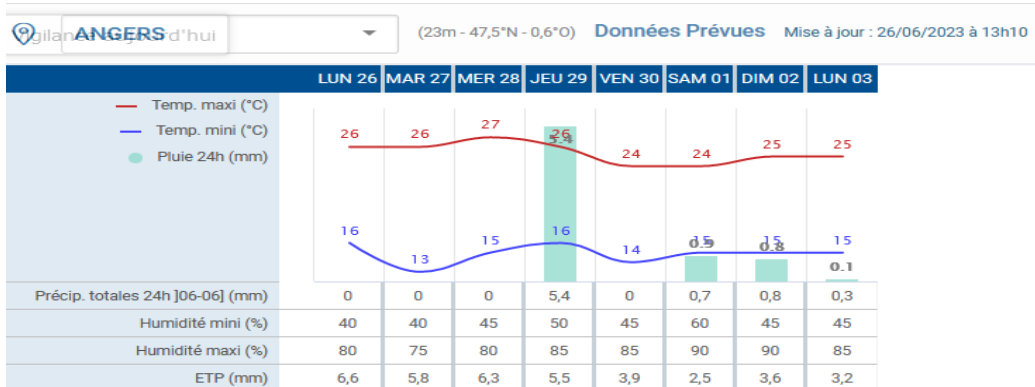 ANGERS (23m - 47,5°N - 0,6°O) Données Prévues Mise à jour : 26/06/2023 à 13h10
LUN 26 MAR 27 MER 28 JEU 29 VEN 30 SAM 01 DIM 02 LUN 03
Temp. maxi (°C)
Temp. mini (°C)
Pluie 24h (mm)
26 26 27 26 24 24 25 25
5.4
16 13 15 16 14 15 15 15
0.9 0.8 0.1
Précip. totales 24h ]06-06] (mm) 0 0 0 5,4 0 0,7 0,8 0,3
Humidité mini (%) 40 40 45 50 45 60 45 45
Humidité maxi (%) 80 75 80 85 85 90 90 85
ETP (mm) 6,6 5,8 6,3 5,5 3,9 2,5 3,6 3,2